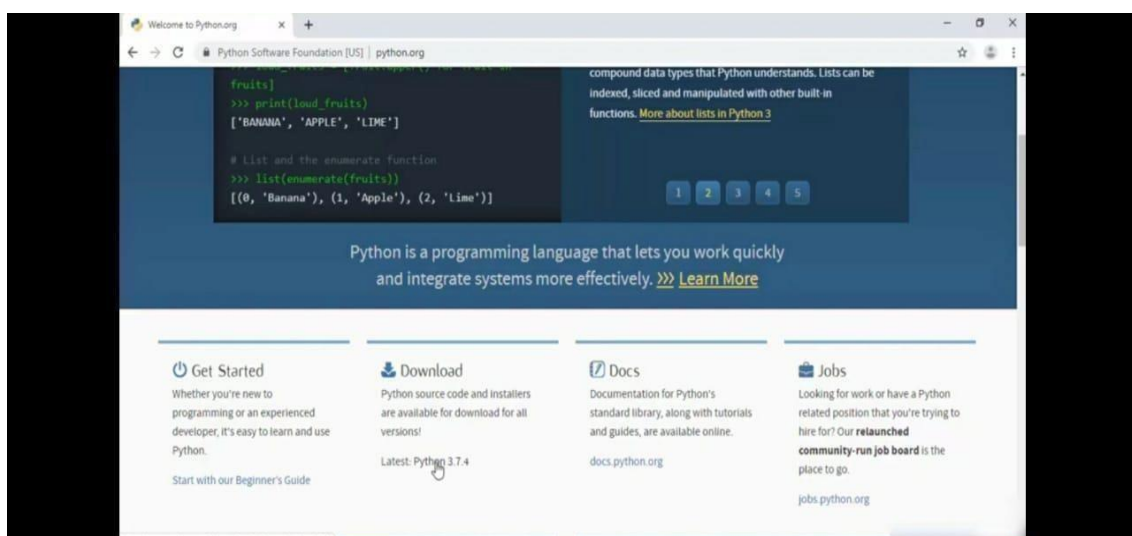 Welcome to Python.org
Python Software Foundation [US] | python.org
fruits]
>>> print(loud_fruits)
['BANANA', 'APPLE', 'LIME']
# List and the enumerate function
>>> list(enumerate(fruits))
[(0, 'Banana'), (1, 'Apple'), (2, 'Lime')]
compound data types that Python understands. Lists can be
indexed, sliced and manipulated with other built-in
functions. More about lists in Python 3
1 2 3 4 5
Python is a programming language that lets you work quickly
and integrate systems more effectively. >>> Learn More
Get Started
Whether you're new to
programming or an experienced
developer, it's easy to learn and use
Python.
Start with our Beginner's Guide
Download
Python source code and installers
are available for download for all
versions!
Latest: Python 3.7.4
Docs
Documentation for Python's
standard library, along with tutorials
and guides, are available online.
docs.python.org
Jobs
Looking for work or have a Python
related position that you're trying to
hire for? Our relaunched
community-run job board is the
place to go.
jobs.python.org